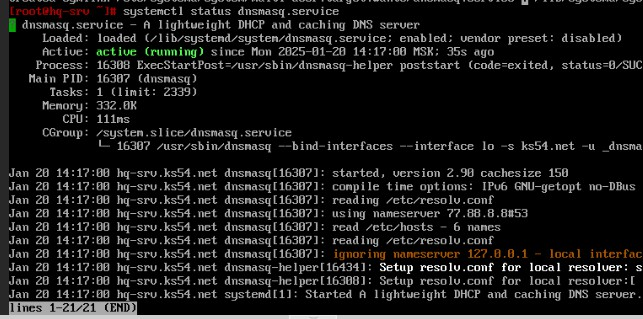 [root@hq-srv ~]# systemctl status dnsmasq.service
dnsmasq.service - A lightweight DHCP and caching DNS server
Loaded: loaded (/lib/systemd/system/dnsmasq.service; enabled; vendor preset: disabled)
Active: active (running) since Mon 2025-01-20 14:17:00 MSK; 35s ago
Process: 16308 ExecStartPost=/usr/sbin/dnsmasq-helper poststart (code=exited, status=0/SUC
Main PID: 16307 (dnsmasq)
Tasks: 1 (limit: 2339)
Memory: 332.0K
CPU: 111ms
CGroup: /system.slice/dnsmasq.service
└─ 16307 /usr/sbin/dnsmasq --bind-interfaces --interface lo -s ks54.net -u _dnsma
Jan 20 14:17:00 hq-srv.ks54.net dnsmasq[16307]: started, version 2.90 cachesize 150
Jan 20 14:17:00 hq-srv.ks54.net dnsmasq[16307]: compile time options: IPv6 GNU-getopt no-DBus
Jan 20 14:17:00 hq-srv.ks54.net dnsmasq[16307]: reading /etc/resolv.conf
Jan 20 14:17:00 hq-srv.ks54.net dnsmasq[16307]: using nameserver 77.88.8.8#53
Jan 20 14:17:00 hq-srv.ks54.net dnsmasq[16307]: read /etc/hosts - 6 names
Jan 20 14:17:00 hq-srv.ks54.net dnsmasq[16307]: reading /etc/resolv.conf
Jan 20 14:17:00 hq-srv.ks54.net dnsmasq[16307]: ignoring nameserver 127.0.0.1 - local interfac
Jan 20 14:17:00 hq-srv.ks54.net dnsmasq-helper[16434]: Setup resolv.conf for local resolver: s
Jan 20 14:17:00 hq-srv.ks54.net dnsmasq-helper[16308]: Setup resolv.conf for local resolver:[
Jan 20 14:17:00 hq-srv.ks54.net systemd[1]: Started A lightweight DHCP and caching DNS server.
lines 1-21/21 (END)